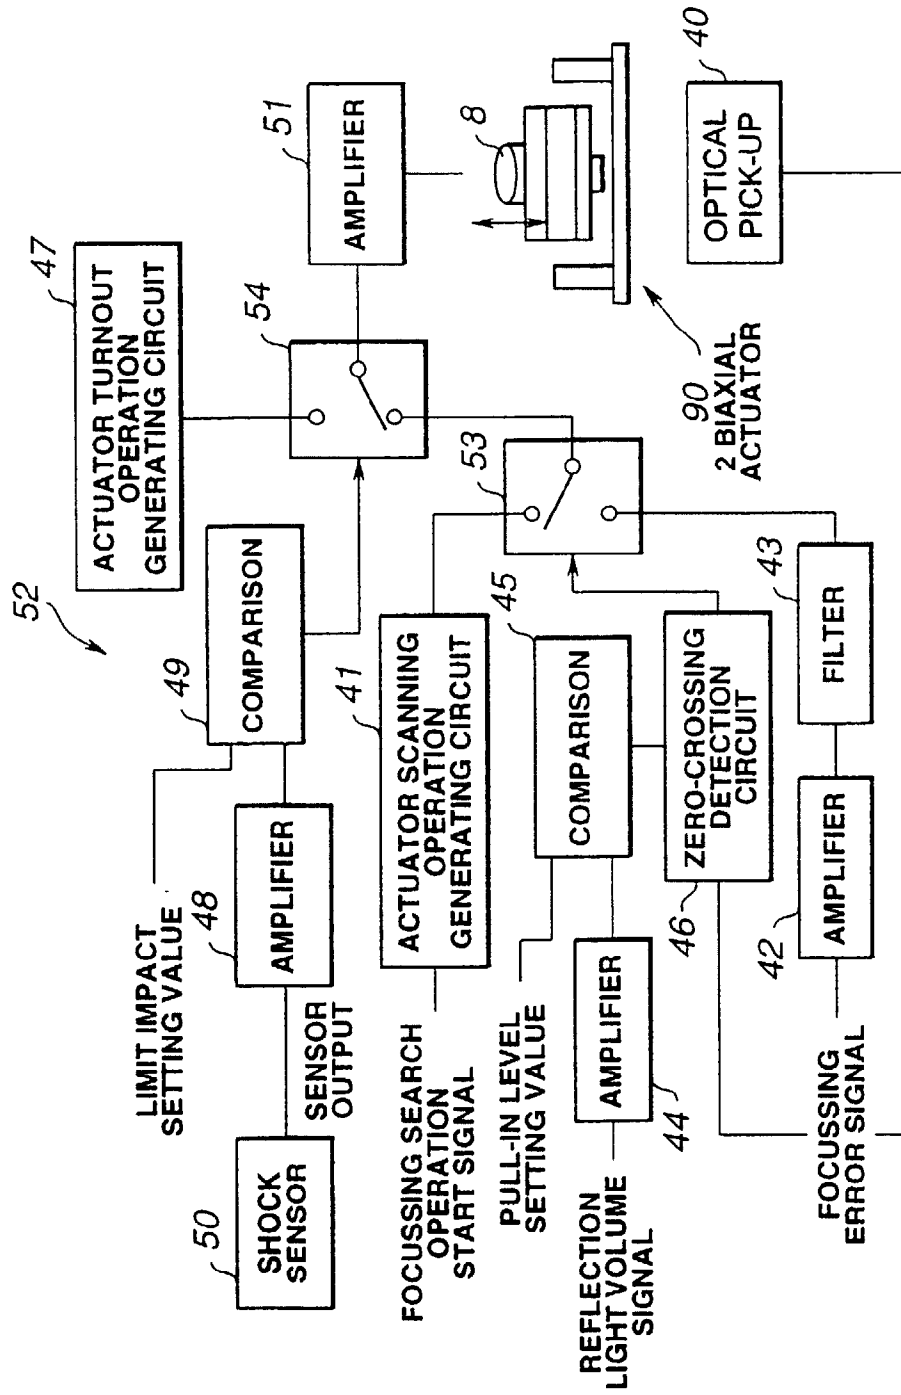 52
47
ACTUATOR TURNOUT
OPERATION
GENERATING CIRCUIT
LIMIT IMPACT
SETTING VALUE
49
COMPARISON
54
51
AMPLIFIER
50
SHOCK
SENSOR
SENSOR
OUTPUT
48
AMPLIFIER
8
FOCUSSING SEARCH
OPERATION
START SIGNAL
41
ACTUATOR SCANNING
OPERATION
GENERATING CIRCUIT
53
90
2 BIAXIAL
ACTUATOR
40
OPTICAL
PICK-UP
PULL-IN LEVEL
SETTING VALUE
45
COMPARISON
REFLECTION
LIGHT VOLUME
SIGNAL
44
AMPLIFIER
46
ZERO-CROSSING
DETECTION
CIRCUIT
FOCUSSING
ERROR SIGNAL
42
AMPLIFIER
43
FILTER